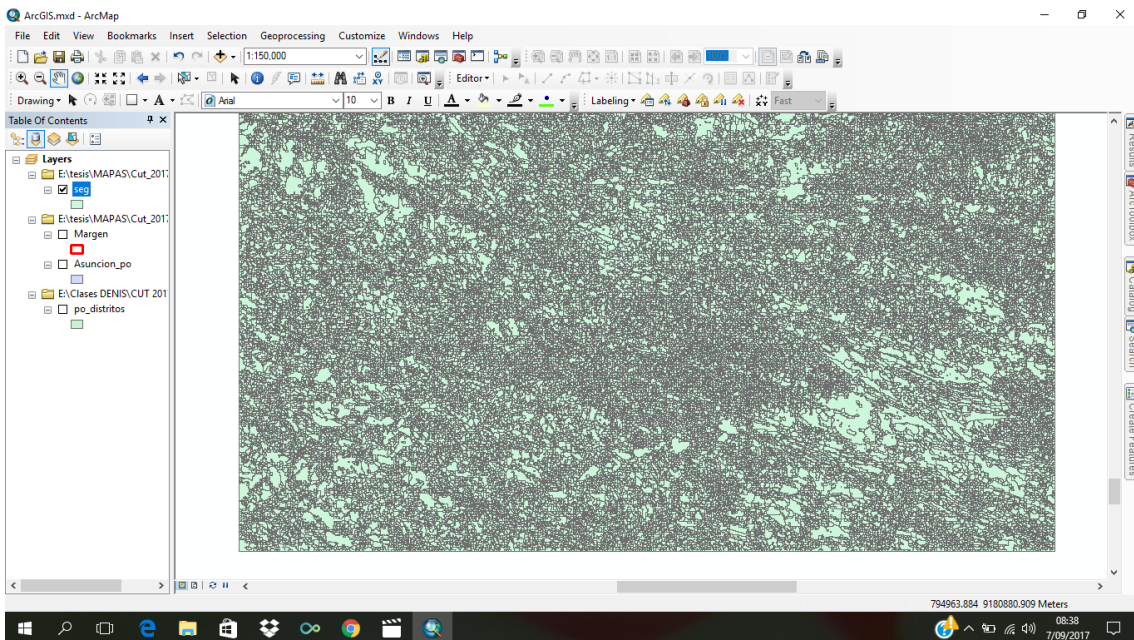 ArcGIS.mxd - ArcMap
File Edit View Bookmarks Insert Selection Geoprocessing Customize Windows Help
1:150,000
Editor
Drawing A Arial 10 B I U A Labeling Fast
Table Of Contents
Layers
E:\tesis\MAPAS\Cut_2017
seg
E:\tesis\MAPAS\Cut_2017
Margen
Asuncion_po
E:\Clases DENIS\CUT 201
po_distritos
Results
ArcToolbox
Catalog
Search
Create Features
794963.884 9180880.909 Meters
08:38
7/09/2017